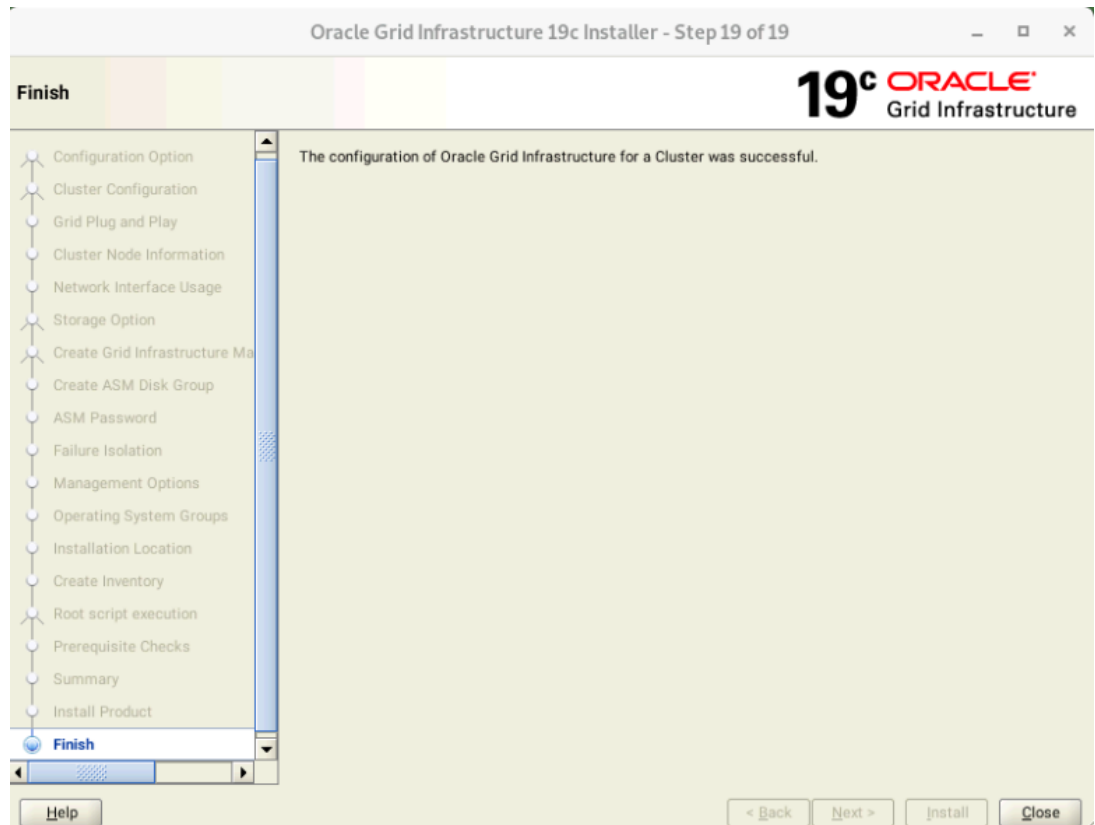 Oracle Grid Infrastructure 19c Installer - Step 19 of 19
Finish
19c ORACLE
Grid Infrastructure
Configuration Option
Cluster Configuration
Grid Plug and Play
Cluster Node Information
Network Interface Usage
Storage Option
Create Grid Infrastructure Ma
Create ASM Disk Group
ASM Password
Failure Isolation
Management Options
Operating System Groups
Installation Location
Create Inventory
Root script execution
Prerequisite Checks
Summary
Install Product
Finish
The configuration of Oracle Grid Infrastructure for a Cluster was successful.
Help
< Back
Next >
Install
Close